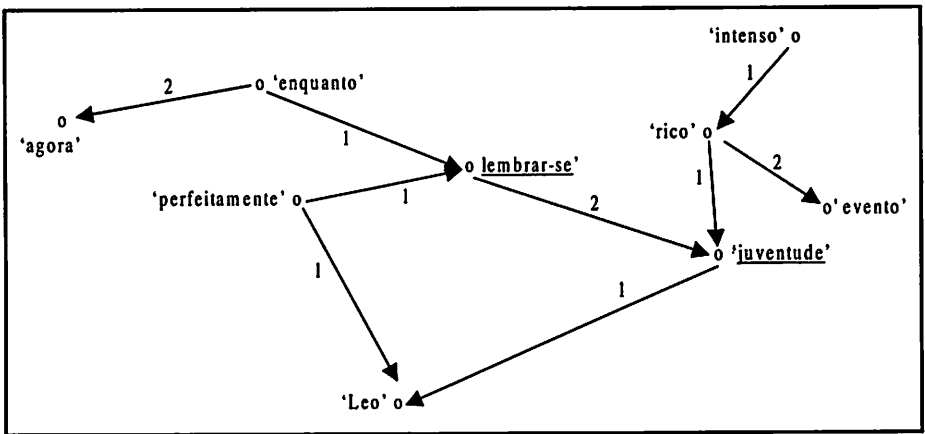 'intenso' o
1
2
o 'enquanto'
o
'agora'
'rico' o
1
2
o lembrar-se'
1
'perfeitamente' o
1
2
o' evento'
1
o 'juventude'
1
1
'Leo' o